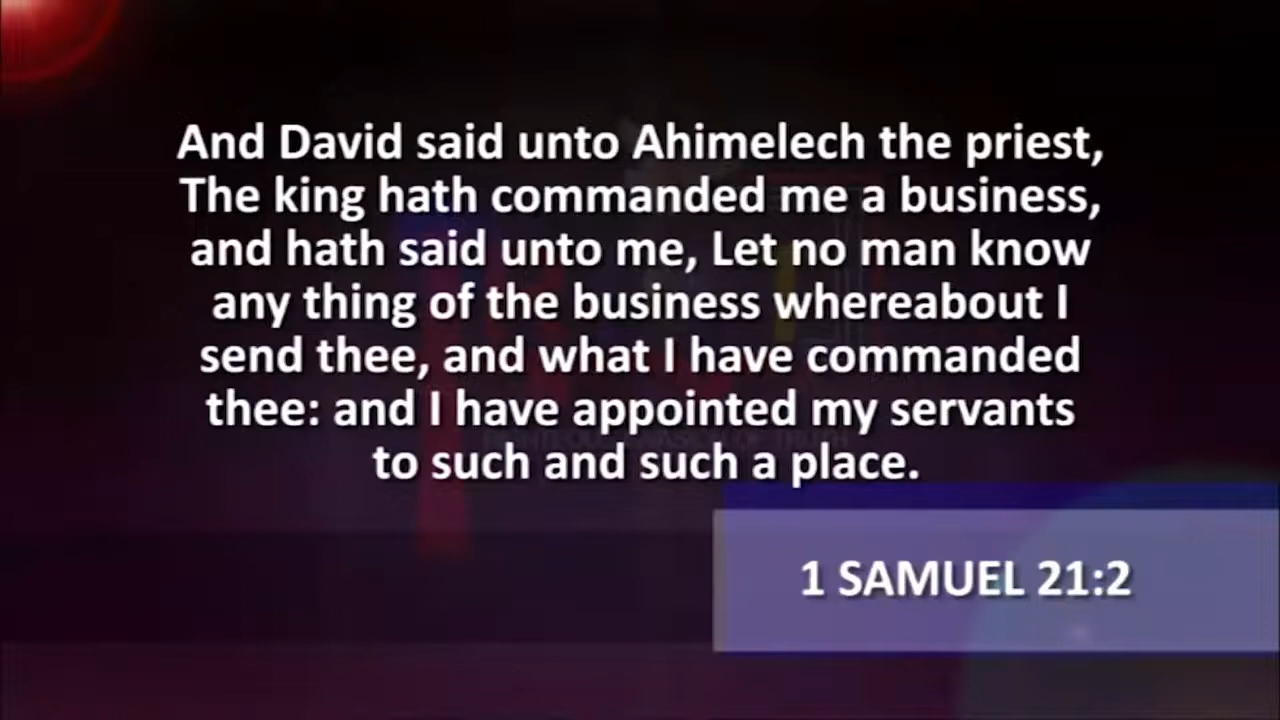 And David said unto Ahimelech the priest,
The king hath commanded me a business,
and hath said unto me, Let no man know
any thing of the business whereabout I
send thee, and what I have commanded
thee: and I have appointed my servants
to such and such a place.
1 SAMUEL 21:2